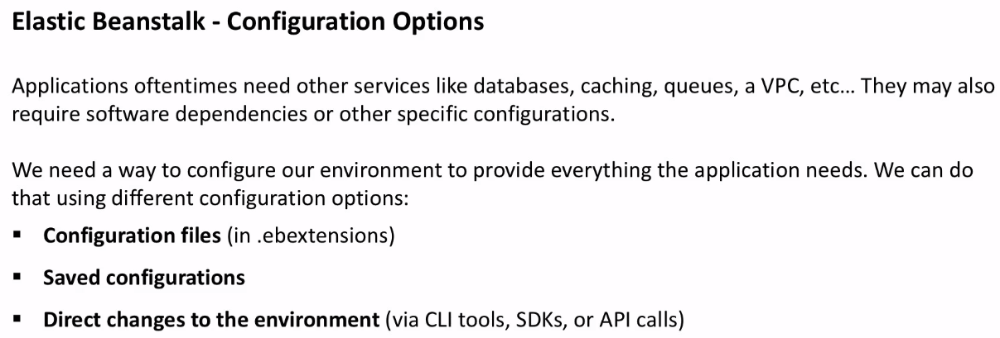 Elastic Beanstalk - Configuration Options
Applications oftentimes need other services like databases, caching, queues, a VPC, etc... They may also
require software dependencies or other specific configurations.
We need a way to configure our environment to provide everything the application needs. We can do
that using different configuration options:
▪ Configuration files (in .ebextensions)
▪ Saved configurations
▪ Direct changes to the environment (via CLI tools, SDKs, or API calls)